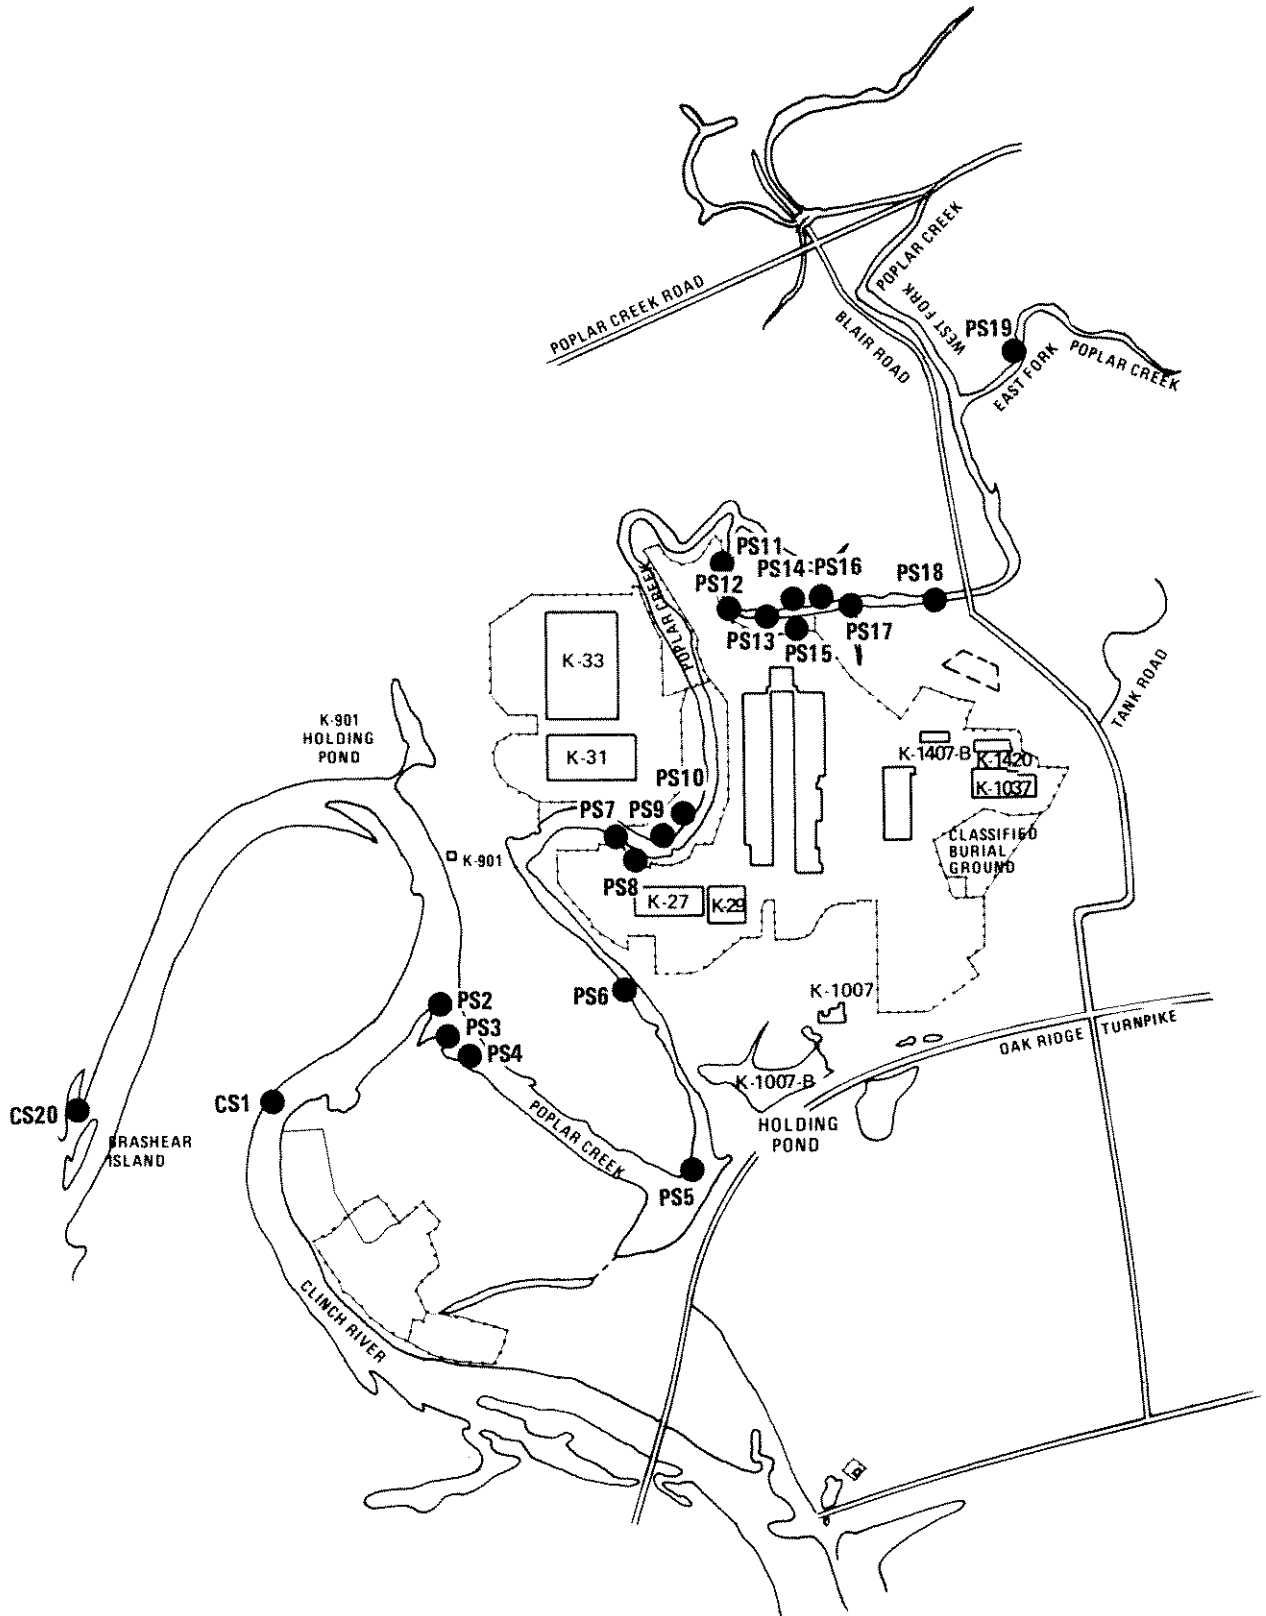 POPLAR CREEK
POPLAR CREEK ROAD
WEST FORK
BLAIR ROAD
PS19
POPLAR CREEK
EAST FORK
PS11
PS14
PS16
PS18
PS12
POPLAR CREEK
PS13
PS17
PS15
K-33
TANK ROAD
K-901
HOLDING
POND
K-31
K-1407-B
K-1420
K-1037
PS10
PS7
PS9
CLASSIFIED
BURIAL
GROUND
K-901
PS8
K-27
K-29
PS6
K-1007
PS2
PS3
PS4
OAK RIDGE TURNPIKE
K-1007-B
HOLDING
POND
CS1
CS20
BRASHEAR
ISLAND
POPLAR CREEK
PS5
CLINCH RIVER